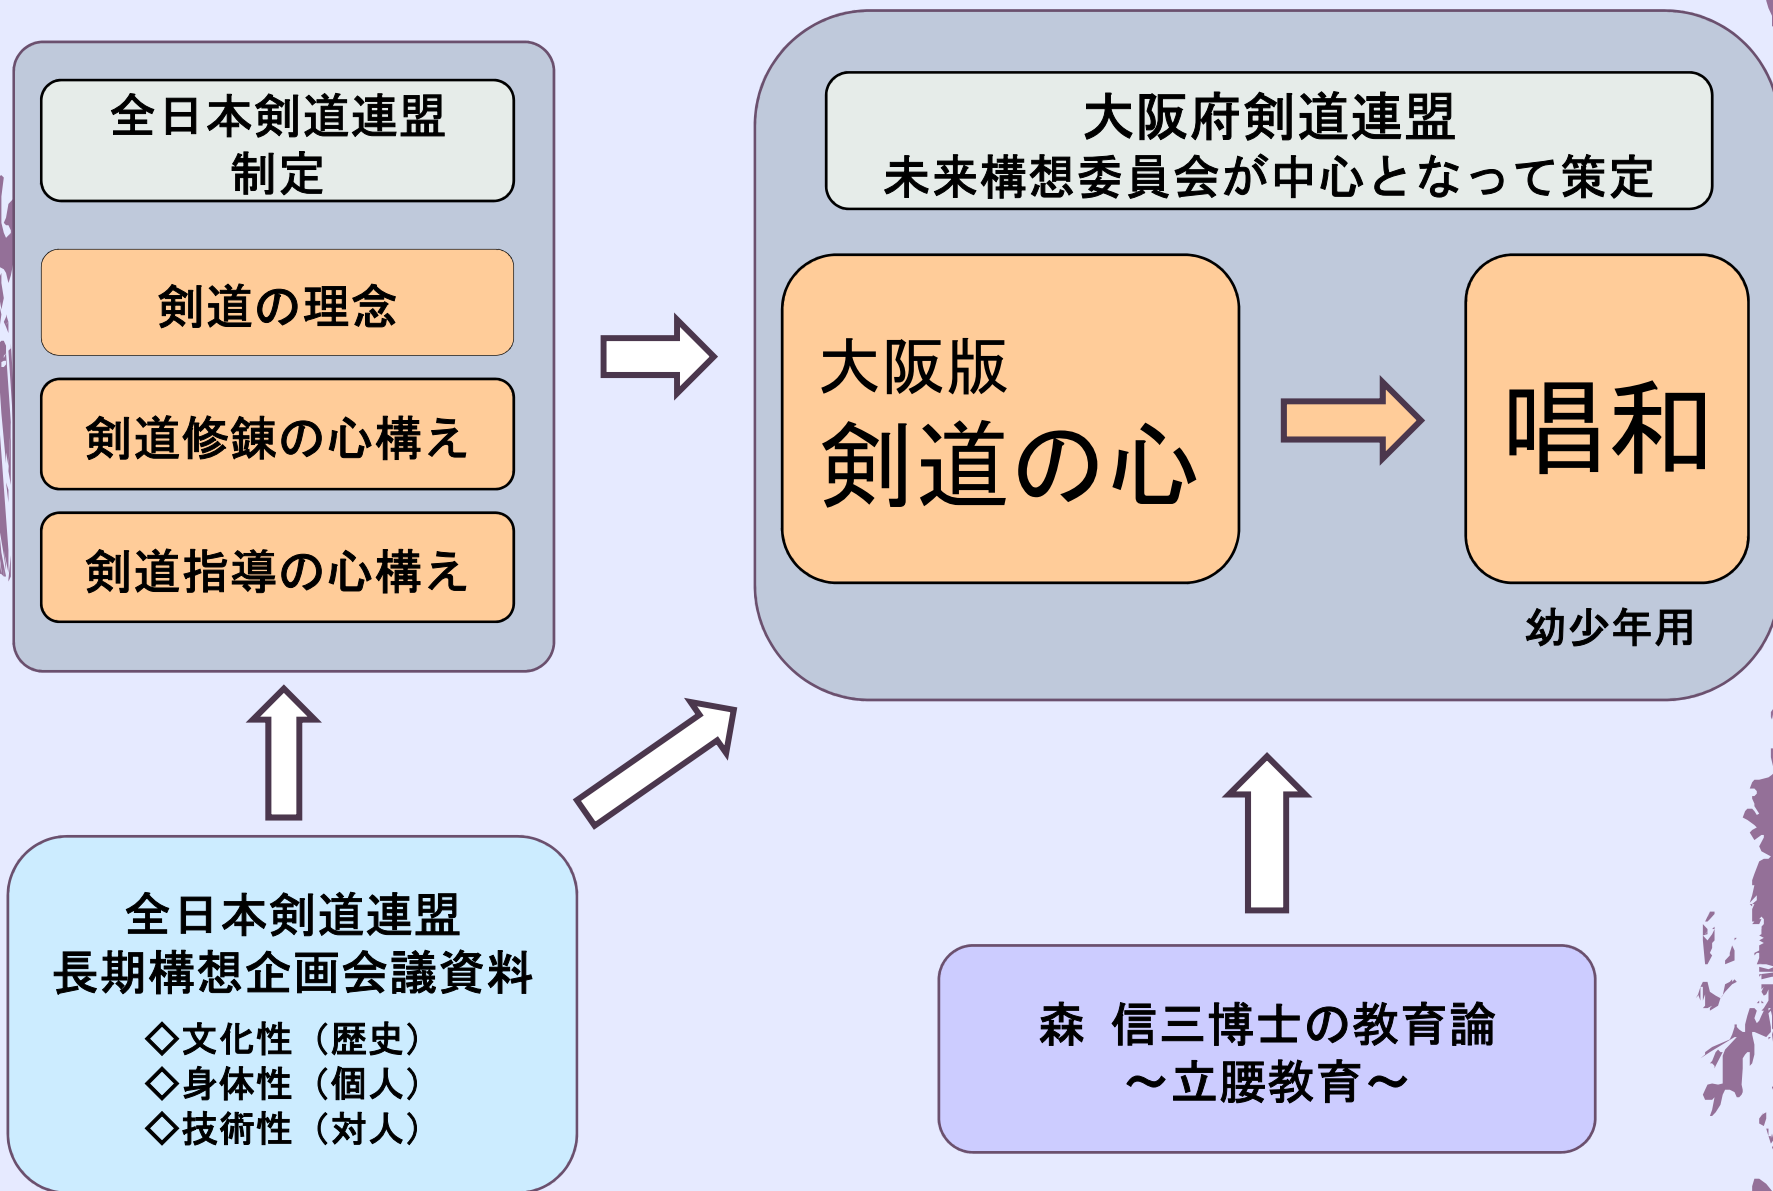 全日本剣道連盟
制定
剣道の理念
剣道修錬の心構え
剣道指導の心構え
大阪府剣道連盟
未来構想委員会が中心となって策定
大阪版
剣道の心
唱和
幼少年用
全日本剣道連盟
長期構想企画会議資料
◇文化性（歴史）
◇身体性（個人）
◇技術性（対人）
森 信三博士の教育論
～立腰教育～